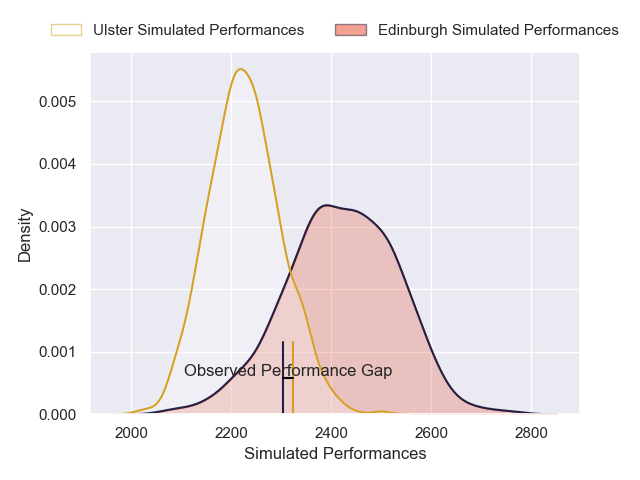 Ulster Simulated Performances
Edinburgh Simulated Performances
Density
0.005
0.004
0.003
0.002
0.001
0.000
Observed Performance Gap
2000
2200
2400
2600
2800
Simulated Performances